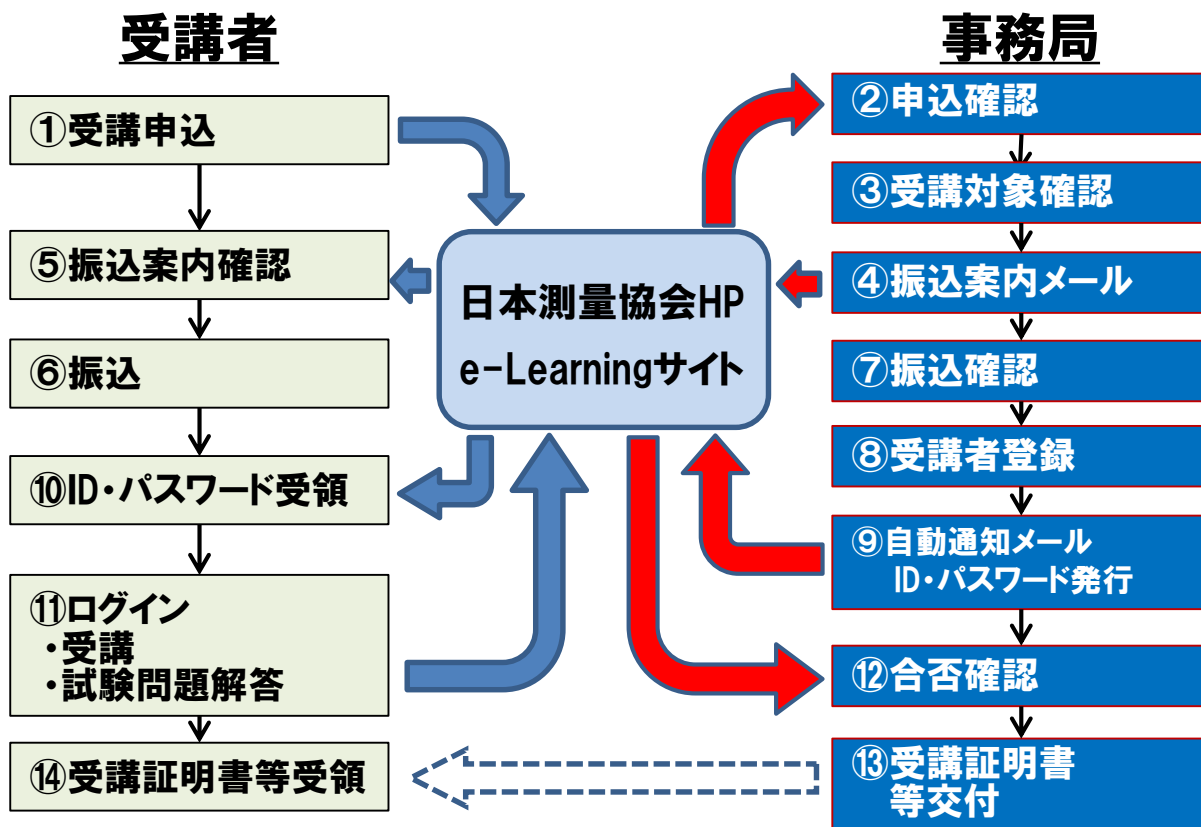 受講者
①受講申込
⑤振込案内確認
⑥振込
⑩ID・パスワード受領
⑪ログイン
・受講
・試験問題解答
⑭受講証明書等受領
日本測量協会HP
e-Learningサイト
事務局
②申込確認
③受講対象確認
④振込案内メール
⑦振込確認
⑧受講者登録
⑨自動通知メール
ID・パスワード発行
⑫合否確認
⑬受講証明書
等交付